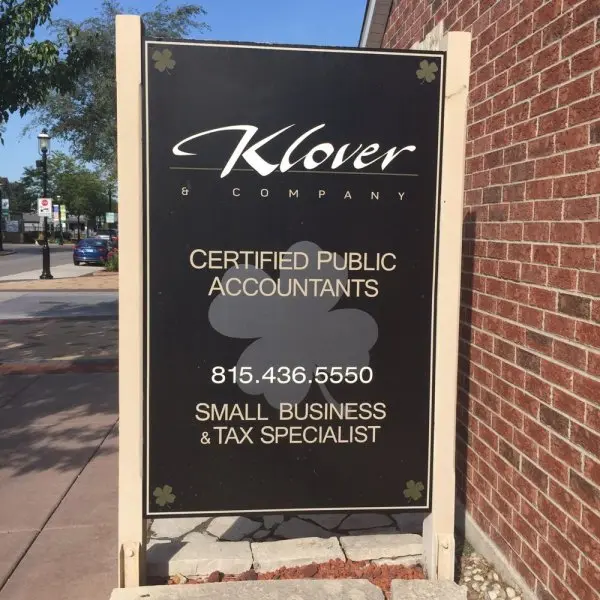 Klover
& COMPANY
CERTIFIED PUBLIC
ACCOUNTANTS
815.436.5550
SMALL BUSINESS
& TAX SPECIALIST